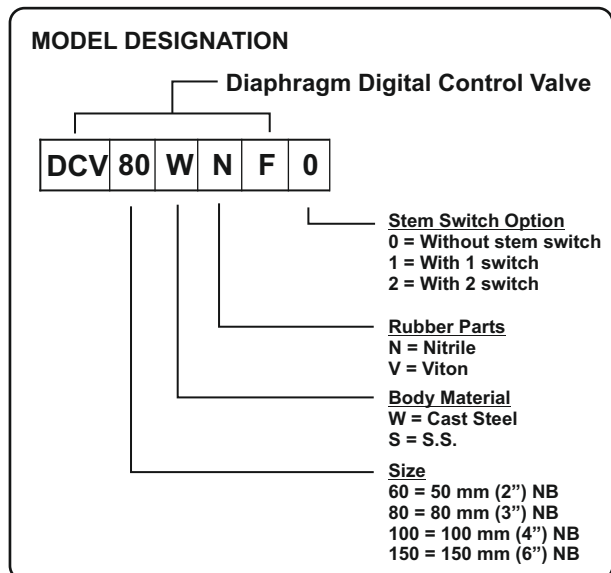 MODEL DESIGNATION
Diaphragm Digital Control Valve
DCV 80 W N F 0
Stem Switch Option
0 = Without stem switch
1 = With 1 switch
2 = With 2 switch
Rubber Parts
N = Nitrile
V = Viton
Body Material
W = Cast Steel
S = S.S.
Size
60 = 50 mm (2”) NB
80 = 80 mm (3”) NB
100 = 100 mm (4”) NB
150 = 150 mm (6”) NB